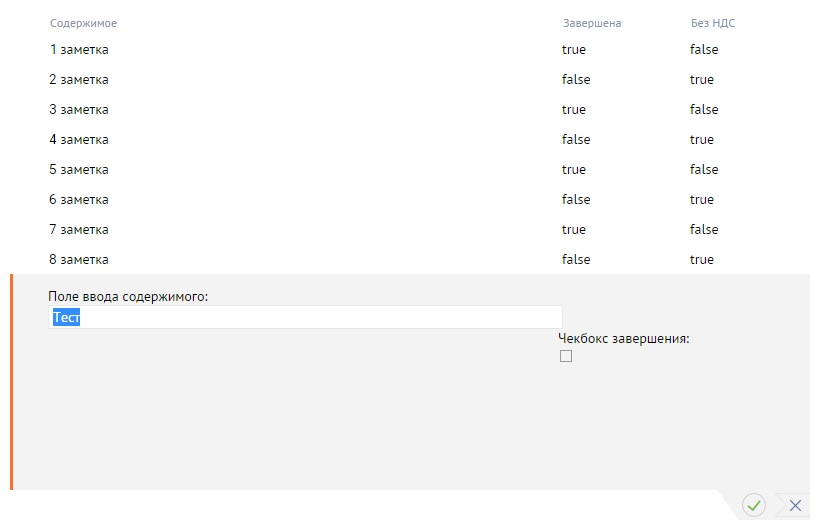 Содержимое Завершена Без НДС
1 заметка true false
2 заметка false true
3 заметка true false
4 заметка false true
5 заметка true false
6 заметка false true
7 заметка true false
8 заметка false true
Поле ввода содержимого:
Тест
Чекбокс завершения: